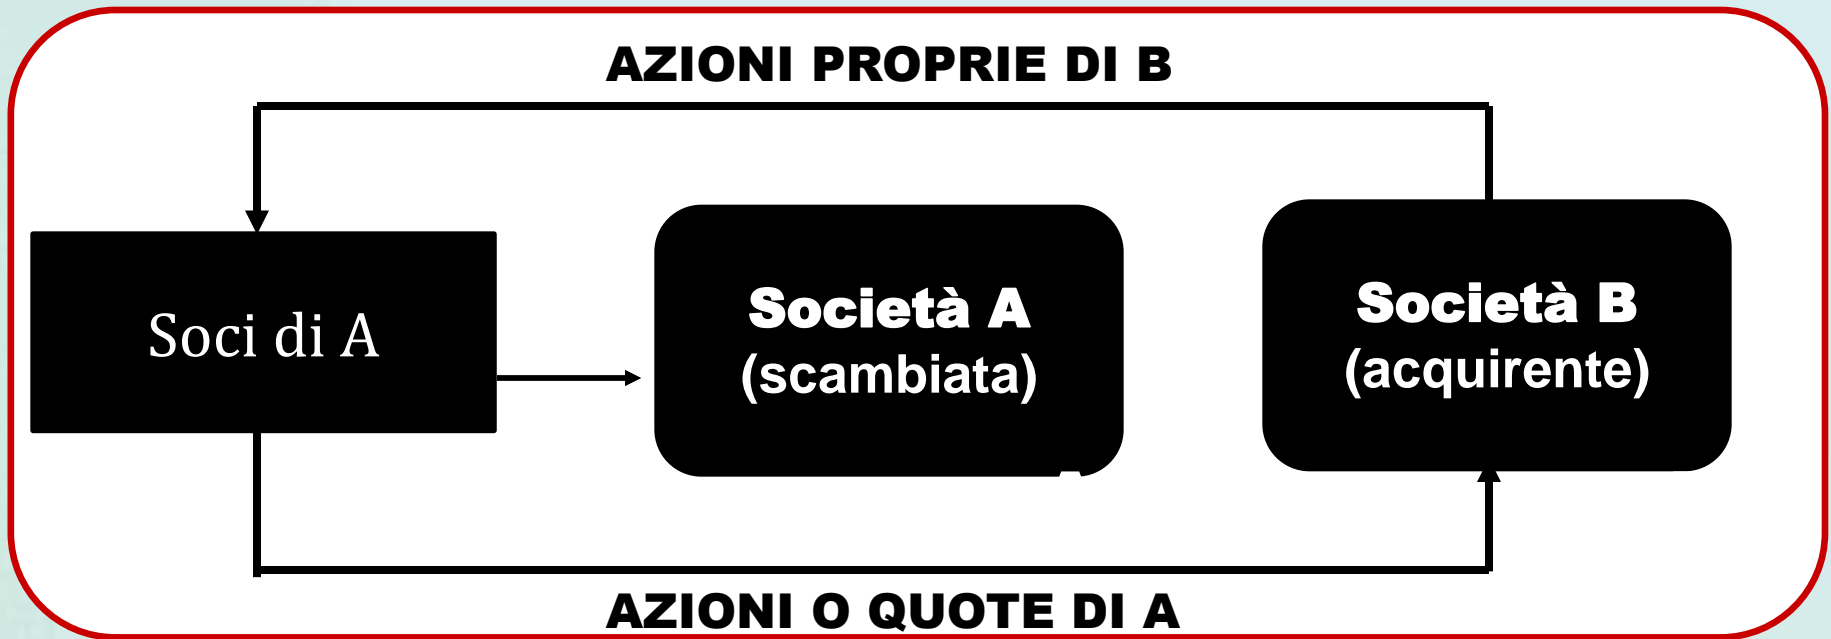 AZIONI PROPRIE DI B
Soci di A
Società A
(scambiata)
Società B
(acquirente)
AZIONI O QUOTE DI A